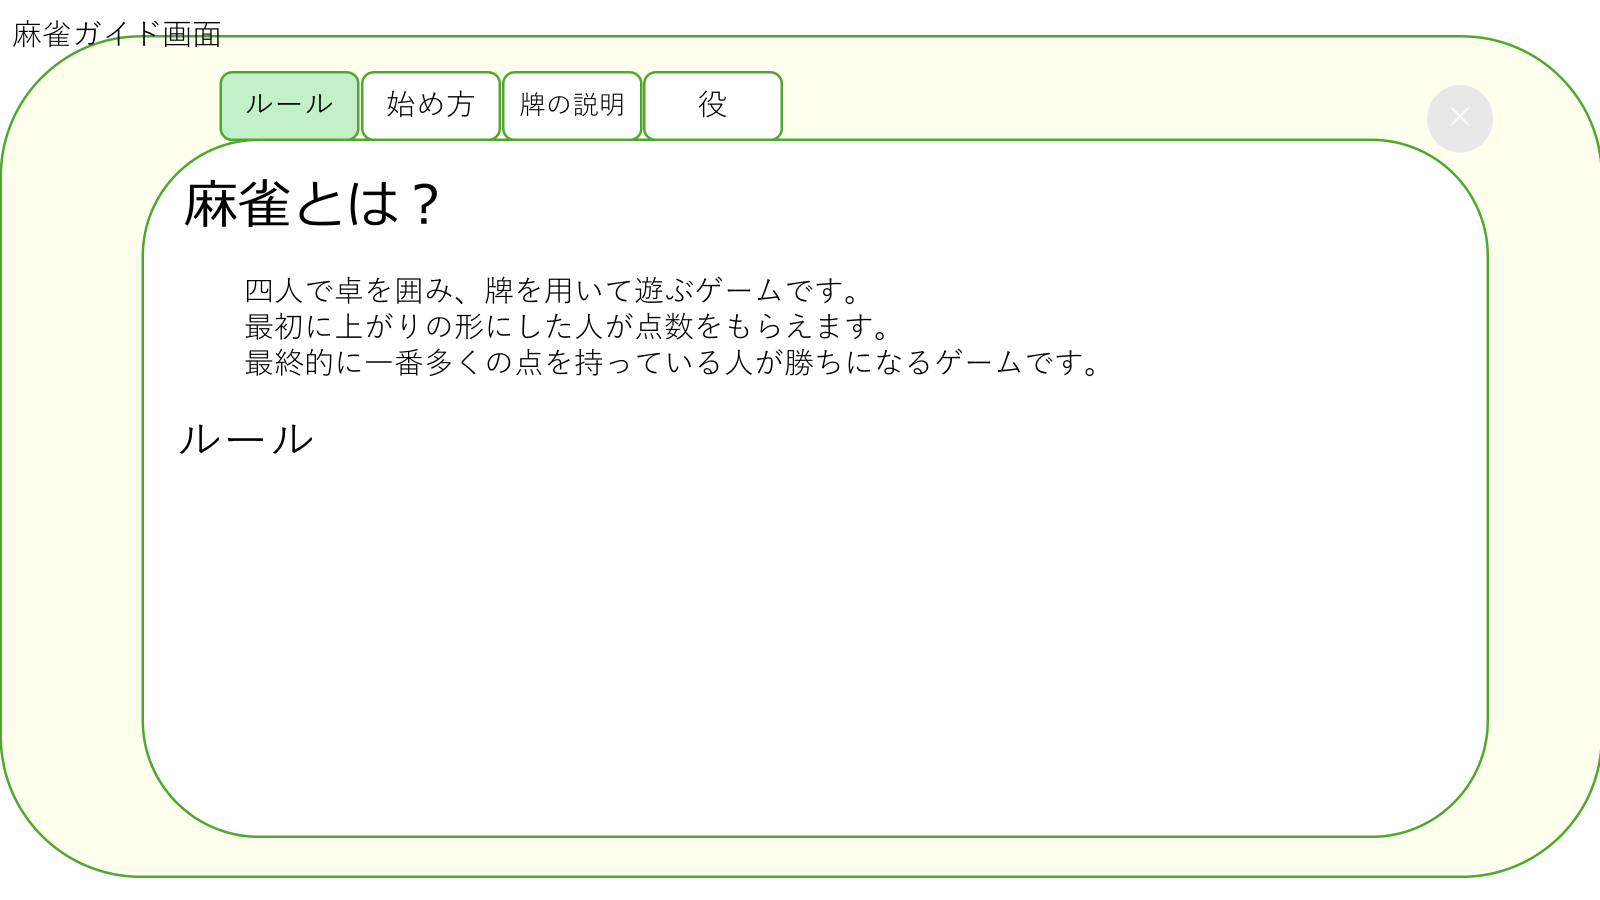 麻雀ガイド画面
ルール
始め方
牌の説明
役
×
麻雀とは？
四人で卓を囲み、牌を用いて遊ぶゲームです。
最初に上がりの形にした人が点数をもらえます。
最終的に一番多くの点を持っている人が勝ちになるゲームです。
ルール